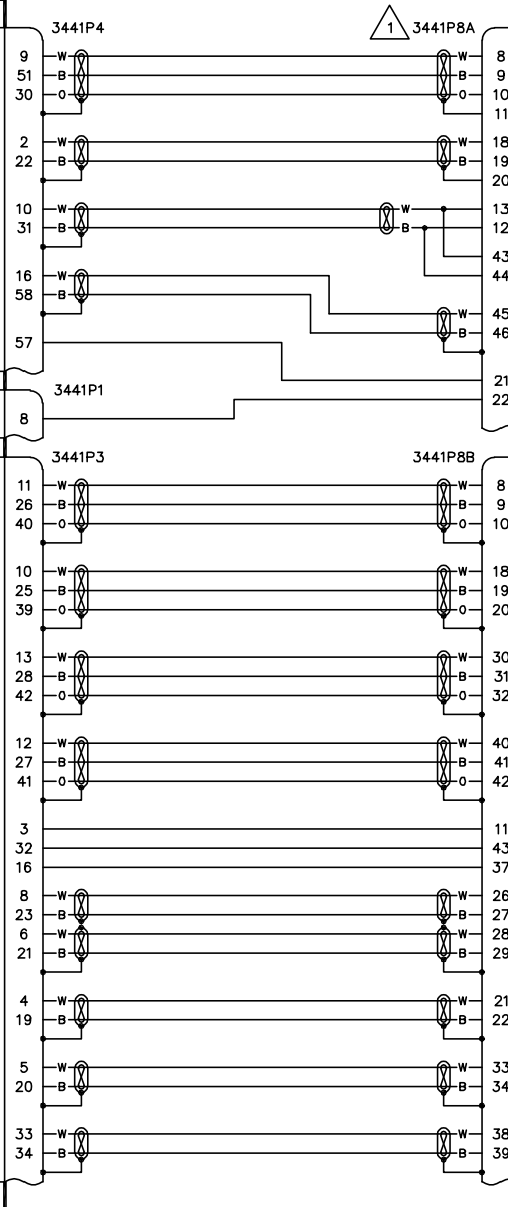 3441P4 1 3441P8A
9 W W 8
51 B B 9
30 O O 10
11
2 W W 18
22 B B 19
20
10 W W 13
31 B B 12
43
16 W 44
58 B W 45
B 46
57
21
3441P1 22
8
3441P3 3441P8B
11 W W 8
26 B B 9
40 O O 10
10 W W 18
25 B B 19
39 O O 20
13 W W 30
28 B B 31
42 O O 32
12 W W 40
27 B B 41
41 O O 42
3 11
32 43
16 37
8 W W 26
23 B B 27
6 W W 28
21 B B 29
4 W W 21
19 B B 22
5 W W 33
20 B B 34
33 W W 38
34 B B 39